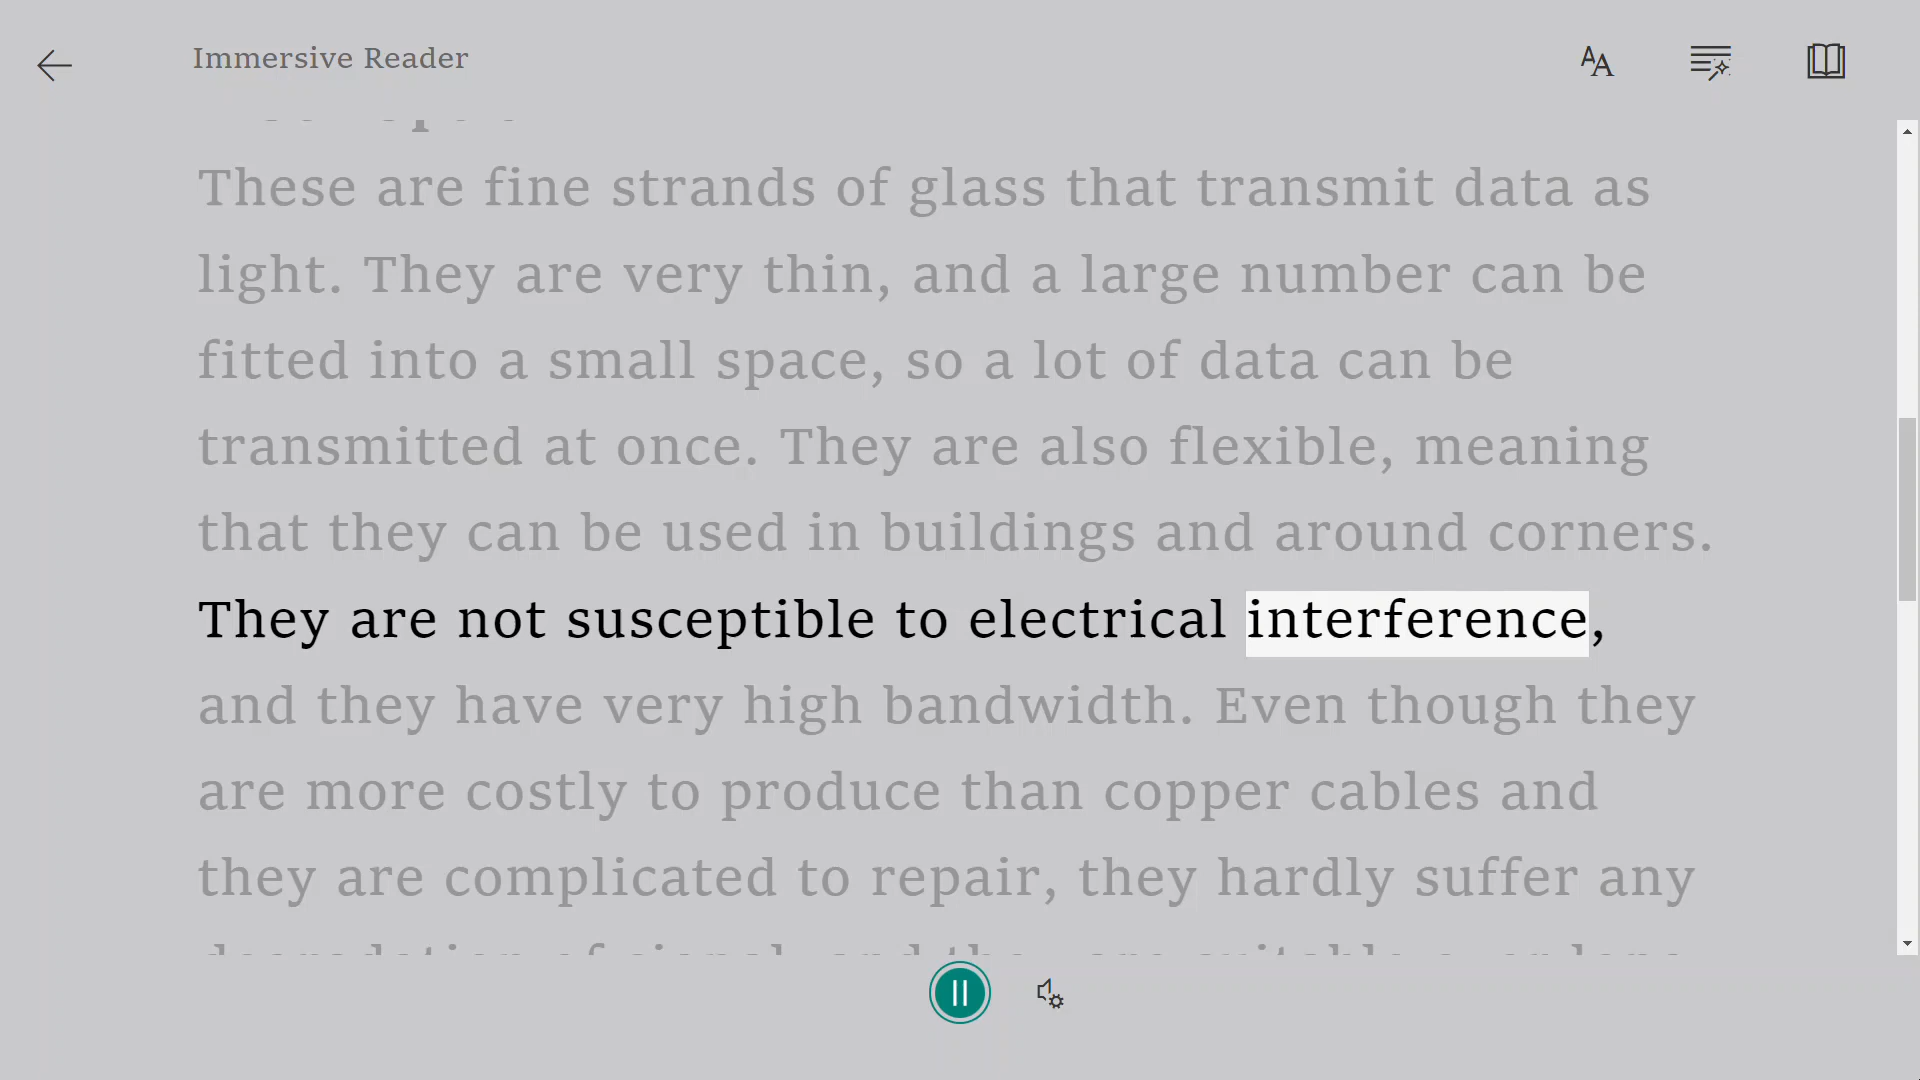 Immersive Reader
These are fine strands of glass that transmit data as
light. They are very thin, and a large number can be
fitted into a small space, so a lot of data can be
transmitted at once. They are also flexible, meaning
that they can be used in buildings and around corners.
They are not susceptible to electrical interference,
and they have very high bandwidth. Even though they
are more costly to produce than copper cables and
they are complicated to repair, they hardly suffer any